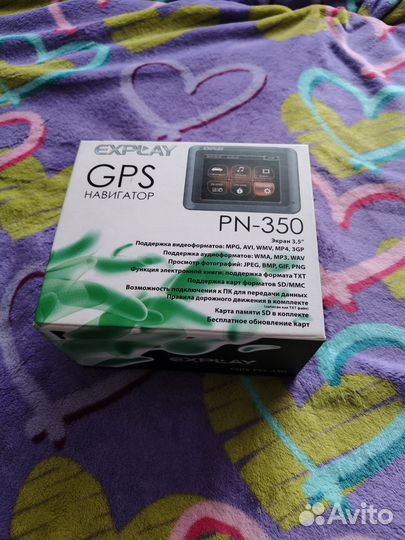 EXPLAY
GPS
НАВИГАТОР
EXPLAY
PN-350
Экран 3,5"
Поддержка видеоформатов: MPG, AVI, WMV, MP4, 3GP
Поддержка аудиоформатов: WMA, MP3, WAV
Просмотр фотографий: JPEG, BMP, GIF, PNG
Функция электронной книги: поддержка формата TXT
Поддержка карт форматов SD/MMC
Возможность подключения к ПК для передачи данных
Правила дорожного движения в комплекте
Карта памяти SD в коплекте
Бесплатное обновление карт
EXPLAY
Avito